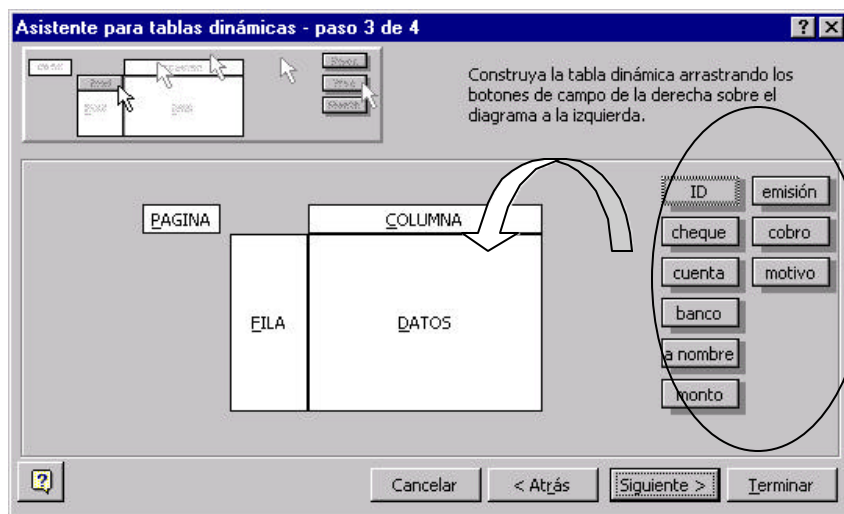 Asistente para tablas dinámicas - paso 3 de 4
Construya la tabla dinámica arrastrando los
botones de campo de la derecha sobre el
diagrama a la izquierda.
PAGINA
COLUMNA
FILA
DATOS
ID
emisión
cheque
cobro
cuenta
motivo
banco
a nombre
monto
Cancelar
< Atrás
Siguiente >
Terminar